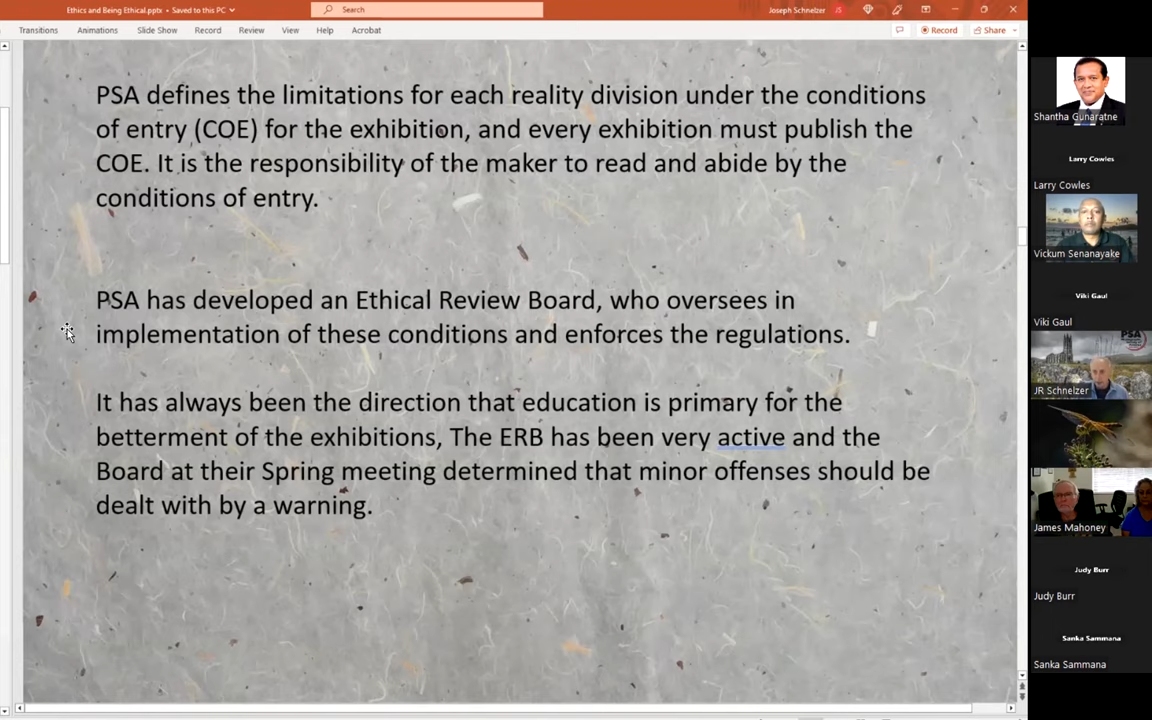 Ethics and Being Ethical.pptx • Saved to this PC
Search
Joseph Schnelzer
JS
Transitions Animations Slide Show Record Review View Help Acrobat
Record
Share
PSA defines the limitations for each reality division under the conditions
of entry (COE) for the exhibition, and every exhibition must publish the
COE. It is the responsibility of the maker to read and abide by the
conditions of entry.
PSA has developed an Ethical Review Board, who oversees in
implementation of these conditions and enforces the regulations.
It has always been the direction that education is primary for the
betterment of the exhibitions, The ERB has been very active and the
Board at their Spring meeting determined that minor offenses should be
dealt with by a warning.
Shantha Gunaratne
Larry Cowles
Larry Cowles
Vickum Senanayake
Viki Gaul
Viki Gaul
PSA
JR Schnelzer
James Mahoney
Judy Burr
Judy Burr
Sanka Sammana
Sanka Sammana